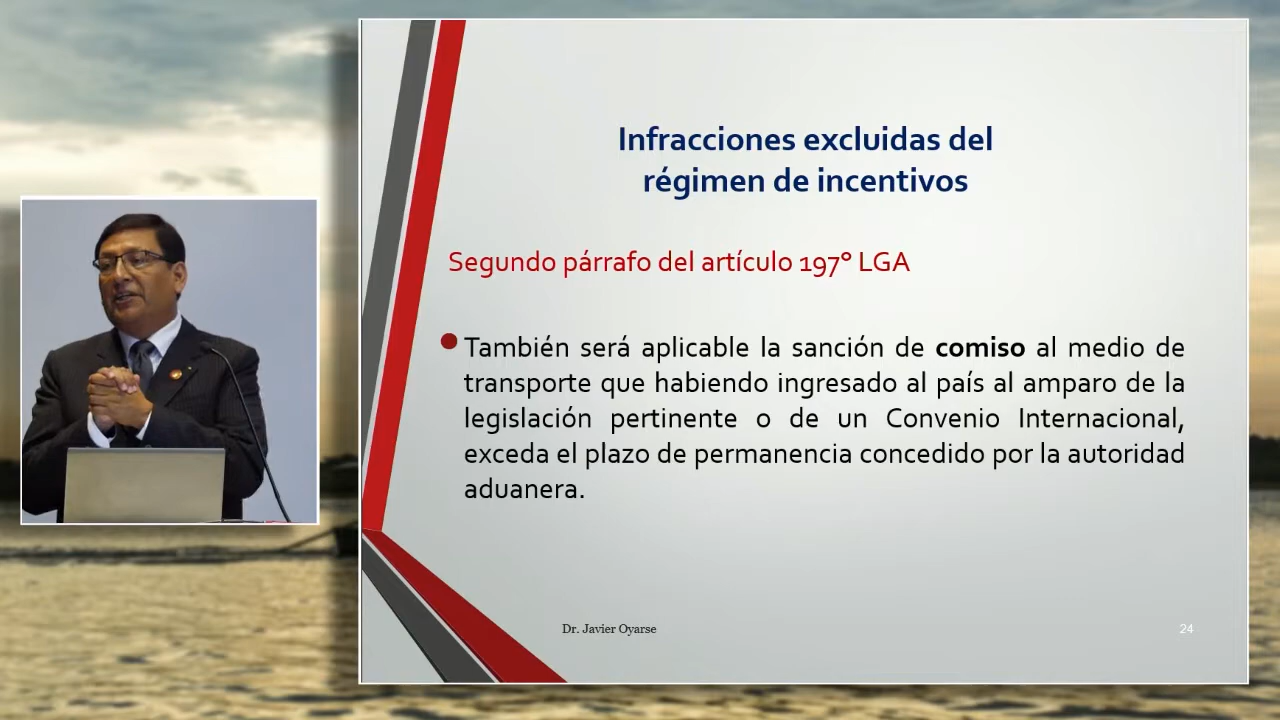 Infracciones excluidas del
régimen de incentivos
Segundo párrafo del artículo 197° LGA
También será aplicable la sanción de comiso al medio de
transporte que habiendo ingresado al país al amparo de la
legislación pertinente o de un Convenio Internacional,
exceda el plazo de permanencia concedido por la autoridad
aduanera.
Dr. Javier Oyarse
24